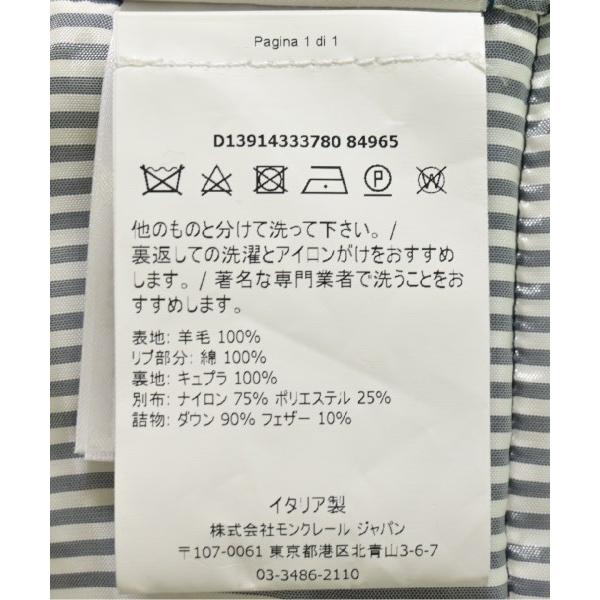 Pagina 1 di 1
D13914333780 84965
P
W
他のものと分けて洗って下さい。/
裏返しての洗濯とアイロンがけをおすすめ
します。/ 著名な専門業者で洗うことをお
すすめします。
表地: 羊毛 100%
リブ部分: 綿 100%
裏地: キュプラ 100%
別布: ナイロン 75% ポリエステル 25%
詰物: ダウン 90% フェザー 10%
イタリア製
株式会社モンクレール ジャパン
〒107-0061 東京都港区北青山3-6-7
03-3486-2110